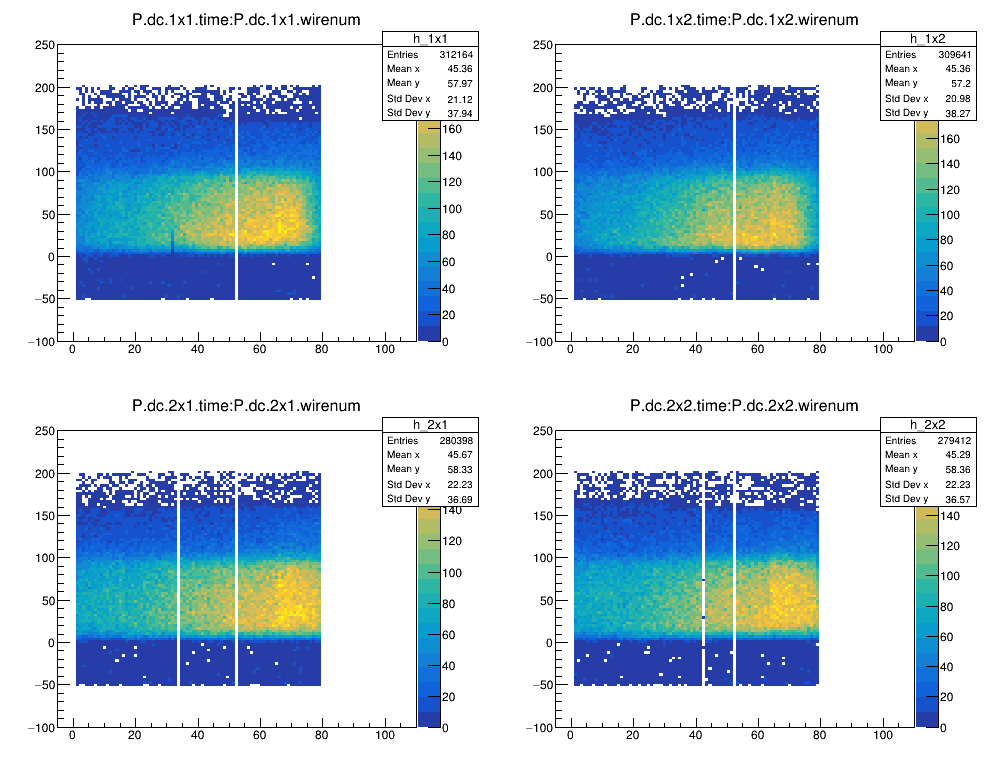 P.dc.1x1.time:P.dc.1x1.wirenum
h_1x1
Entries 312164
Mean x 45.36
Mean y 57.97
Std Dev x 21.12
Std Dev y 37.94
250
200
150
100
50
0
−50
−100
0 20 40 60 80 100
160
140
120
100
80
60
40
20
0
P.dc.1x2.time:P.dc.1x2.wirenum
h_1x2
Entries 309641
Mean x 45.36
Mean y 57.2
Std Dev x 20.98
Std Dev y 38.27
250
200
150
100
50
0
−50
−100
0 20 40 60 80 100
160
140
120
100
80
60
40
20
0
P.dc.2x1.time:P.dc.2x1.wirenum
h_2x1
Entries 280398
Mean x 45.67
Mean y 58.33
Std Dev x 22.23
Std Dev y 36.69
250
200
150
100
50
0
−50
−100
0 20 40 60 80 100
140
120
100
80
60
40
20
0
P.dc.2x2.time:P.dc.2x2.wirenum
h_2x2
Entries 279412
Mean x 45.29
Mean y 58.36
Std Dev x 22.23
Std Dev y 36.57
250
200
150
100
50
0
−50
−100
0 20 40 60 80 100
140
120
100
80
60
40
20
0